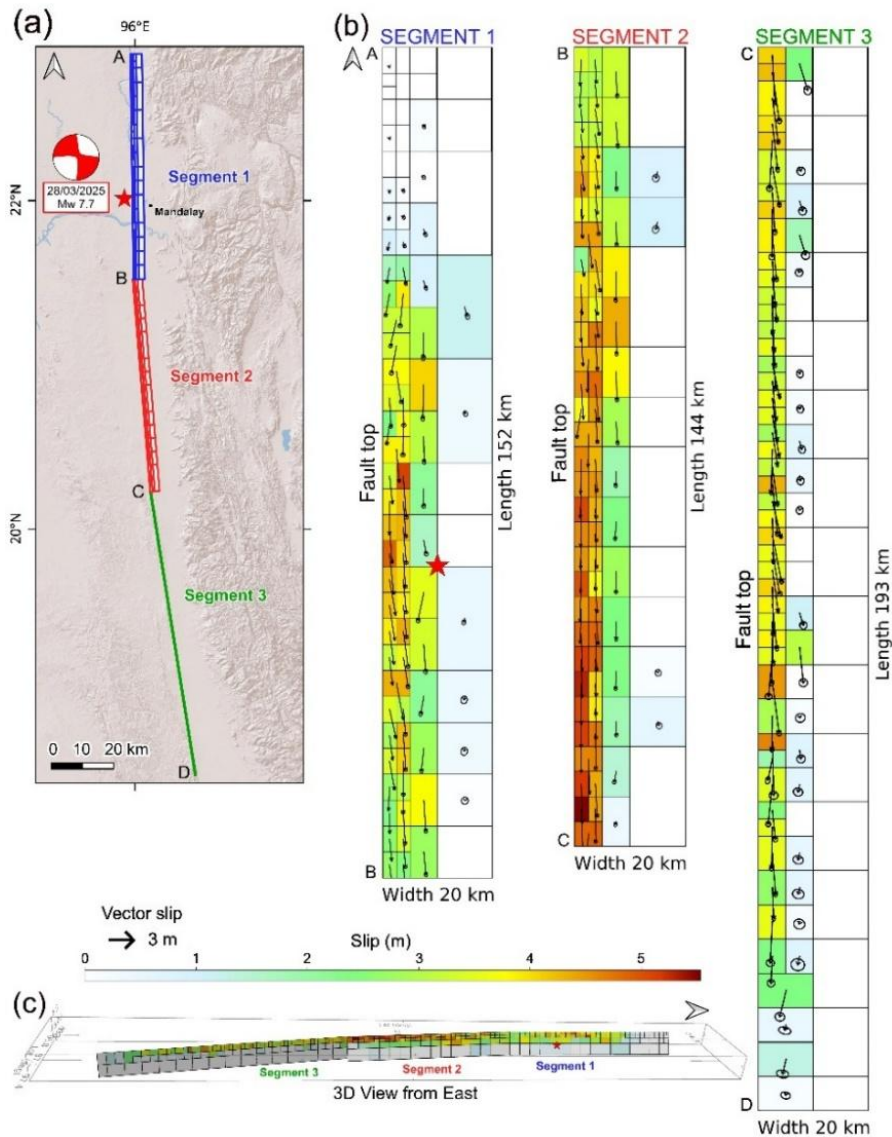 (a)
96°E
A
28/03/2025
Mw 7.7
22°N
Segment 1
Mandalay
B
Segment 2
C
20°N
Segment 3
0 10 20 km
D
(b)
SEGMENT 1
A
Fault top
Length 152 km
B
Width 20 km
SEGMENT 2
B
Fault top
Length 144 km
C
Width 20 km
SEGMENT 3
C
Fault top
Length 193 km
D
Width 20 km
Vector slip
3 m
Slip (m)
0 1 2 3 4 5
(c)
Segment 3
Segment 2
Segment 1
3D View from East